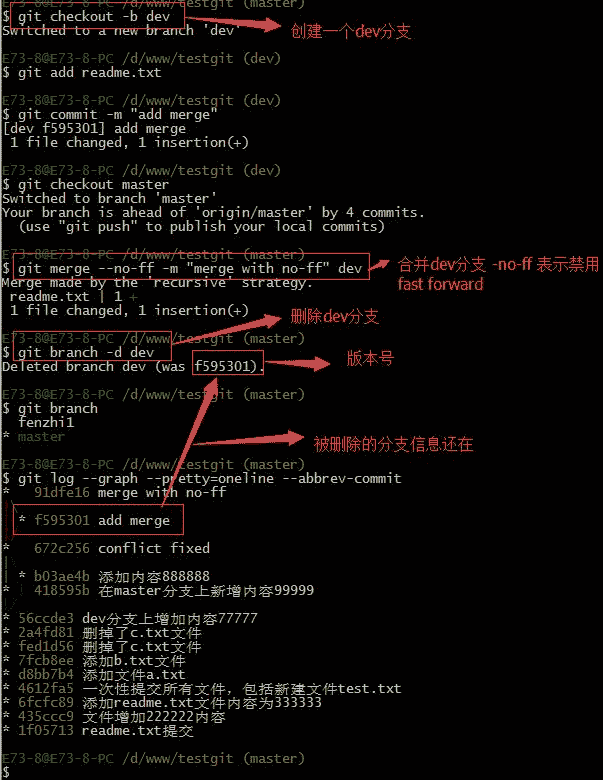 E73-8@E73-8-PC /d/www/testgit (master)
$ git checkout -b dev
Switched to a new branch 'dev'
创建一个dev分支
E73-8@E73-8-PC /d/www/testgit (dev)
$ git add readme.txt
E73-8@E73-8-PC /d/www/testgit (dev)
$ git commit -m "add merge"
[dev f595301] add merge
1 file changed, 1 insertion(+)
E73-8@E73-8-PC /d/www/testgit (dev)
$ git checkout master
Switched to branch 'master'
Your branch is ahead of 'origin/master' by 4 commits.
(use "git push" to publish your local commits)
E73-8@E73-8-PC /d/www/testgit (master)
$ git merge --no-ff -m "merge with no-ff" dev
合并dev分支 -no-ff 表示禁用
fast forward
Merge made by the 'recursive' strategy.
readme.txt | 1 +
1 file changed, 1 insertion(+)
删除dev分支
E73-8@E73-8-PC /d/www/testgit (master)
$ git branch -d dev
Deleted branch dev (was f595301).
版本号
E73-8@E73-8-PC /d/www/testgit (master)
$ git branch
fenzhi1
* master
被删除的分支信息还在
E73-8@E73-8-PC /d/www/testgit (master)
$ git log --graph --pretty=oneline --abbrev-commit
* 91dfe16 merge with no-ff
* f595301 add merge
* 672c256 conflict fixed
* b03ae4b 添加内容888888
* 418595b 在master分支上新增内容99999
* 56ccde3 dev分支上增加内容77777
* 2a4fd81 删掉了c.txt文件
* fed1d56 删掉了c.txt文件
* 7fcb8ee 添加b.txt文件
* d8bb7b4 添加文件a.txt
* 4612fa5 一次性提交所有文件，包括新建文件test.txt
* 6fcfc89 添加readme.txt文件内容为333333
* 435ccc9 文件增加222222内容
* 1f05713 readme.txt提交
E73-8@E73-8-PC /d/www/testgit (master)
$